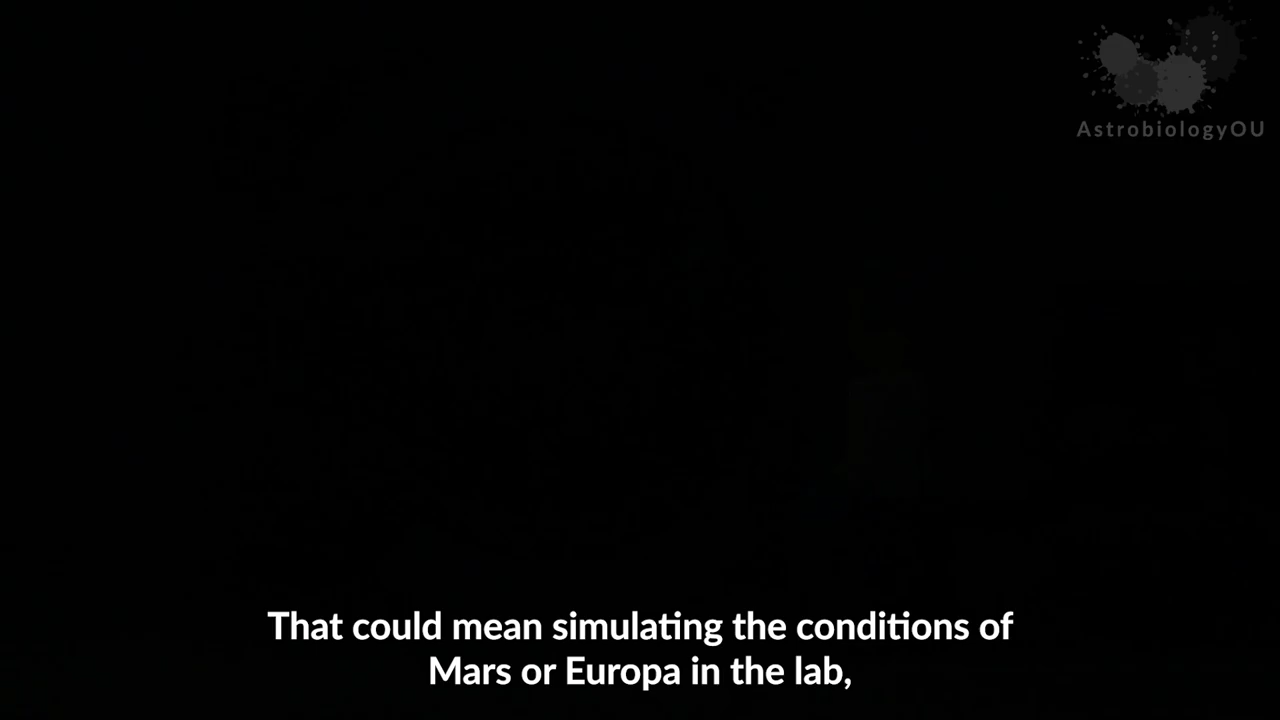 AstrobiologyOU
That could mean simulating the conditions of
Mars or Europa in the lab,